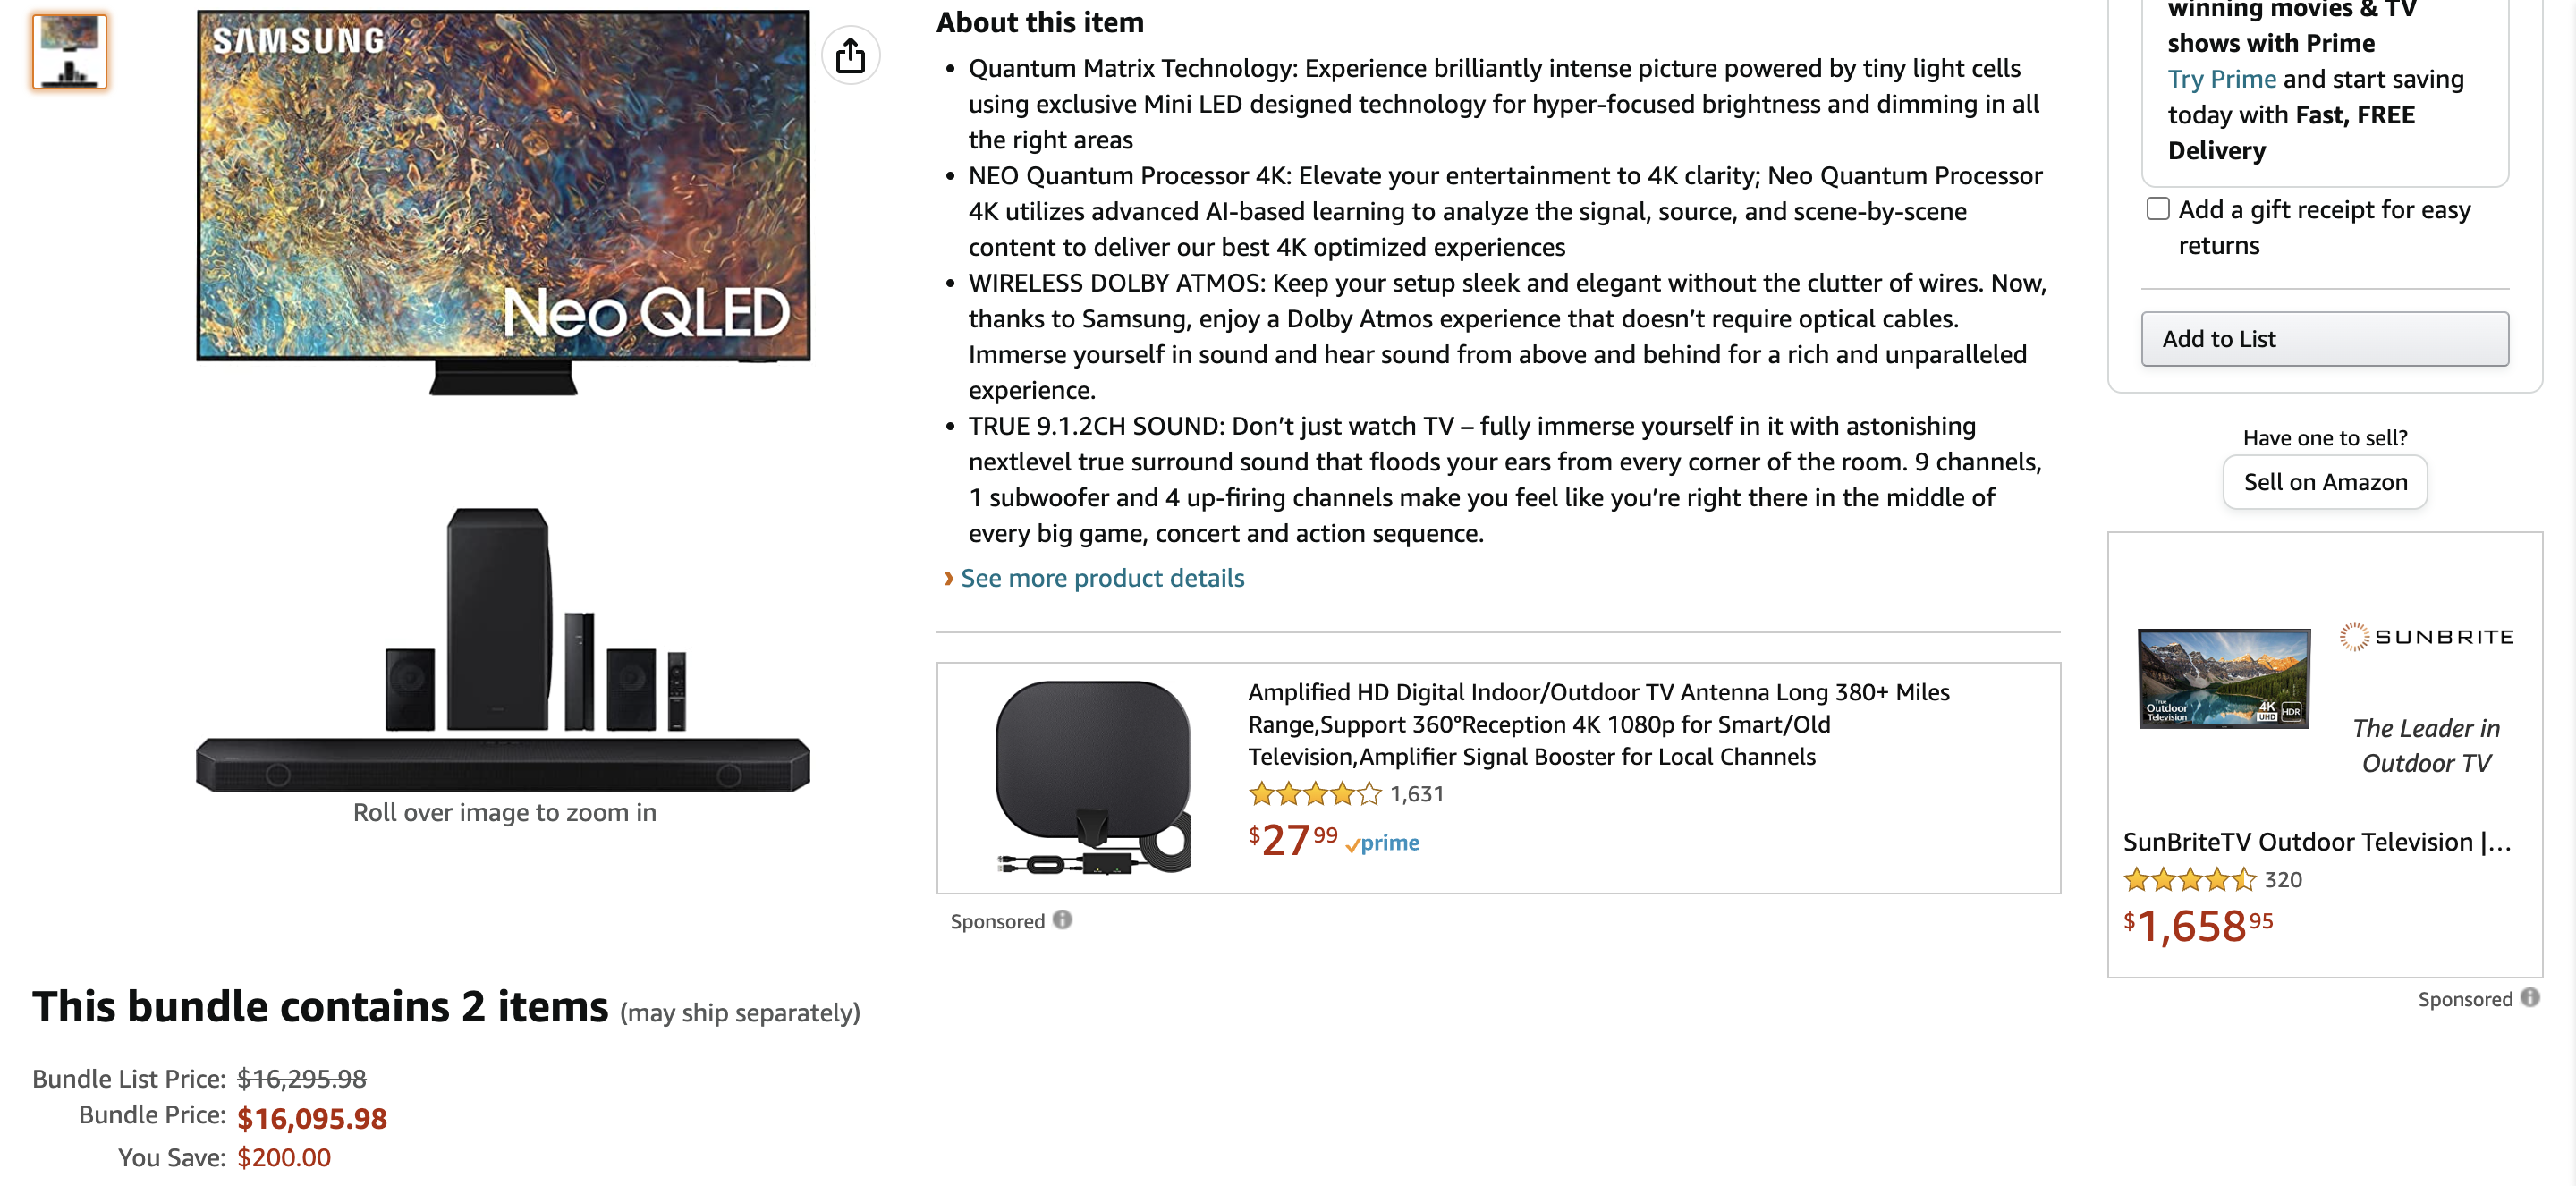 SAMSUNG
Neo QLED
Roll over image to zoom in
About this item
• Quantum Matrix Technology: Experience brilliantly intense picture powered by tiny light cells
using exclusive Mini LED designed technology for hyper-focused brightness and dimming in all
the right areas
• NEO Quantum Processor 4K: Elevate your entertainment to 4K clarity; Neo Quantum Processor
4K utilizes advanced AI-based learning to analyze the signal, source, and scene-by-scene
content to deliver our best 4K optimized experiences
• WIRELESS DOLBY ATMOS: Keep your setup sleek and elegant without the clutter of wires. Now,
thanks to Samsung, enjoy a Dolby Atmos experience that doesn’t require optical cables.
Immerse yourself in sound and hear sound from above and behind for a rich and unparalleled
experience.
• TRUE 9.1.2CH SOUND: Don’t just watch TV – fully immerse yourself in it with astonishing
nextlevel true surround sound that floods your ears from every corner of the room. 9 channels,
1 subwoofer and 4 up-firing channels make you feel like you’re right there in the middle of
every big game, concert and action sequence.
› See more product details
Amplified HD Digital Indoor/Outdoor TV Antenna Long 380+ Miles
Range,Support 360°Reception 4K 1080p for Smart/Old
Television,Amplifier Signal Booster for Local Channels
1,631
$27.99 prime
Sponsored
winning movies & TV
shows with Prime
Try Prime and start saving
today with Fast, FREE
Delivery
Add a gift receipt for easy
returns
Add to List
Have one to sell?
Sell on Amazon
SUNBRITE
True
Outdoor
Television
4K
UHD
HDR
The Leader in
Outdoor TV
SunBriteTV Outdoor Television |...
320
$1,658.95
Sponsored
This bundle contains 2 items (may ship separately)
Bundle List Price: $16,295.98
Bundle Price: $16,095.98
You Save: $200.00